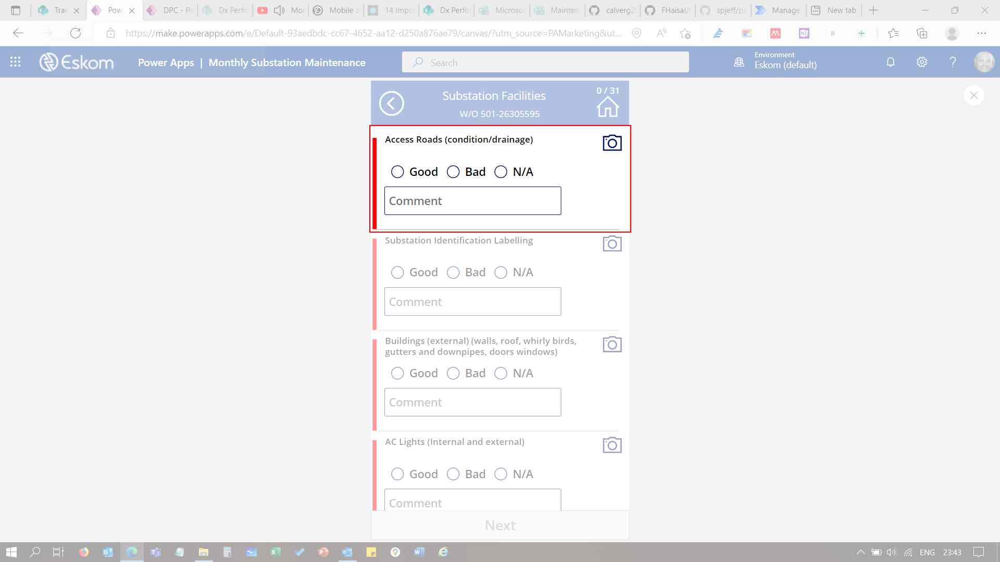 Trai
Pow
DPC - Po
Dx Perfo
Mo
Mobile a
14 Impo
Dx Perfo
Microsof
Mainten
calverg2
FHaisal/
spjeff/po
Manage
New tab
https://make.powerapps.com/e/Default-93aedbdc-cc67-4652-aa12-d250a876ae79/canvas/?utm_source=PAMarketing&ut...
Eskom
Power Apps | Monthly Substation Maintenance
Search
Environment
Eskom (default)
Substation Facilities
0 / 31
W/O 501-26305595
Access Roads (condition/drainage)
Good Bad N/A
Comment
Substation Identification Labelling
Good Bad N/A
Comment
Buildings (external) (walls, roof, whirly birds,
gutters and downpipes, doors windows)
Good Bad N/A
Comment
AC Lights (Internal and external)
Good Bad N/A
Comment
Next
ENG
23:43